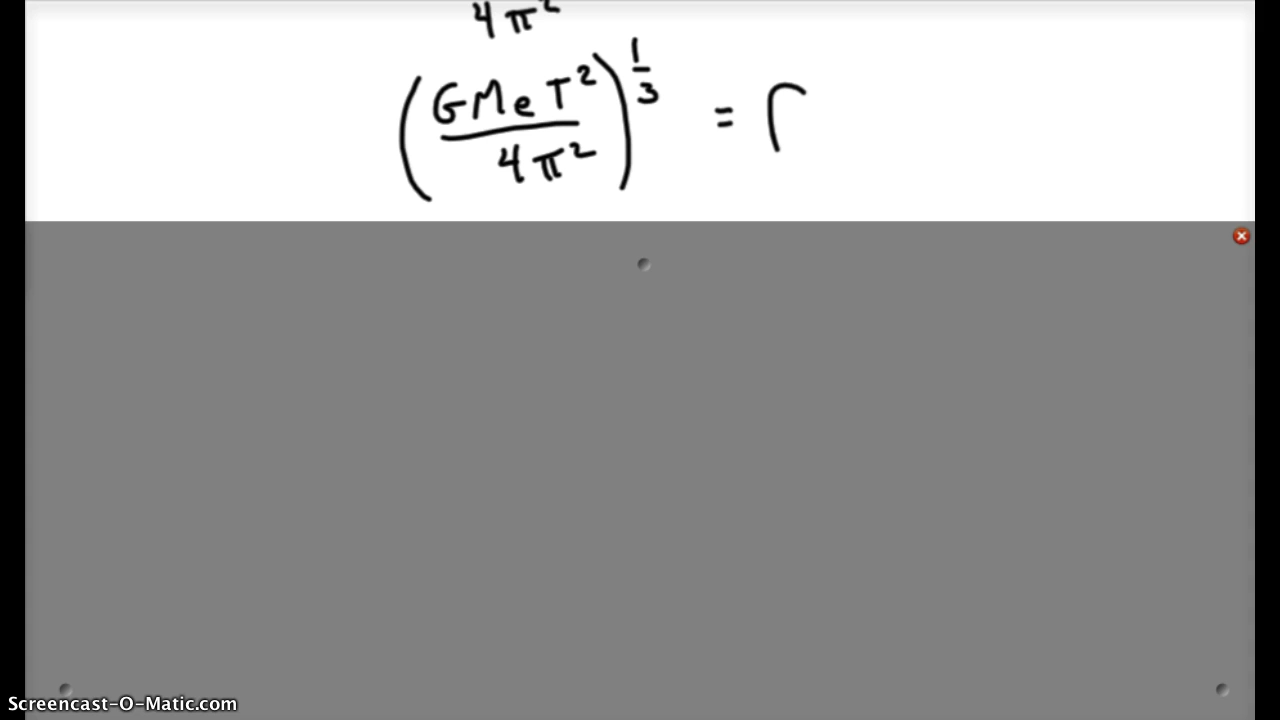 4π²
(GMeT²/4π²)^1/3 = r
Screencast-O-Matic.com